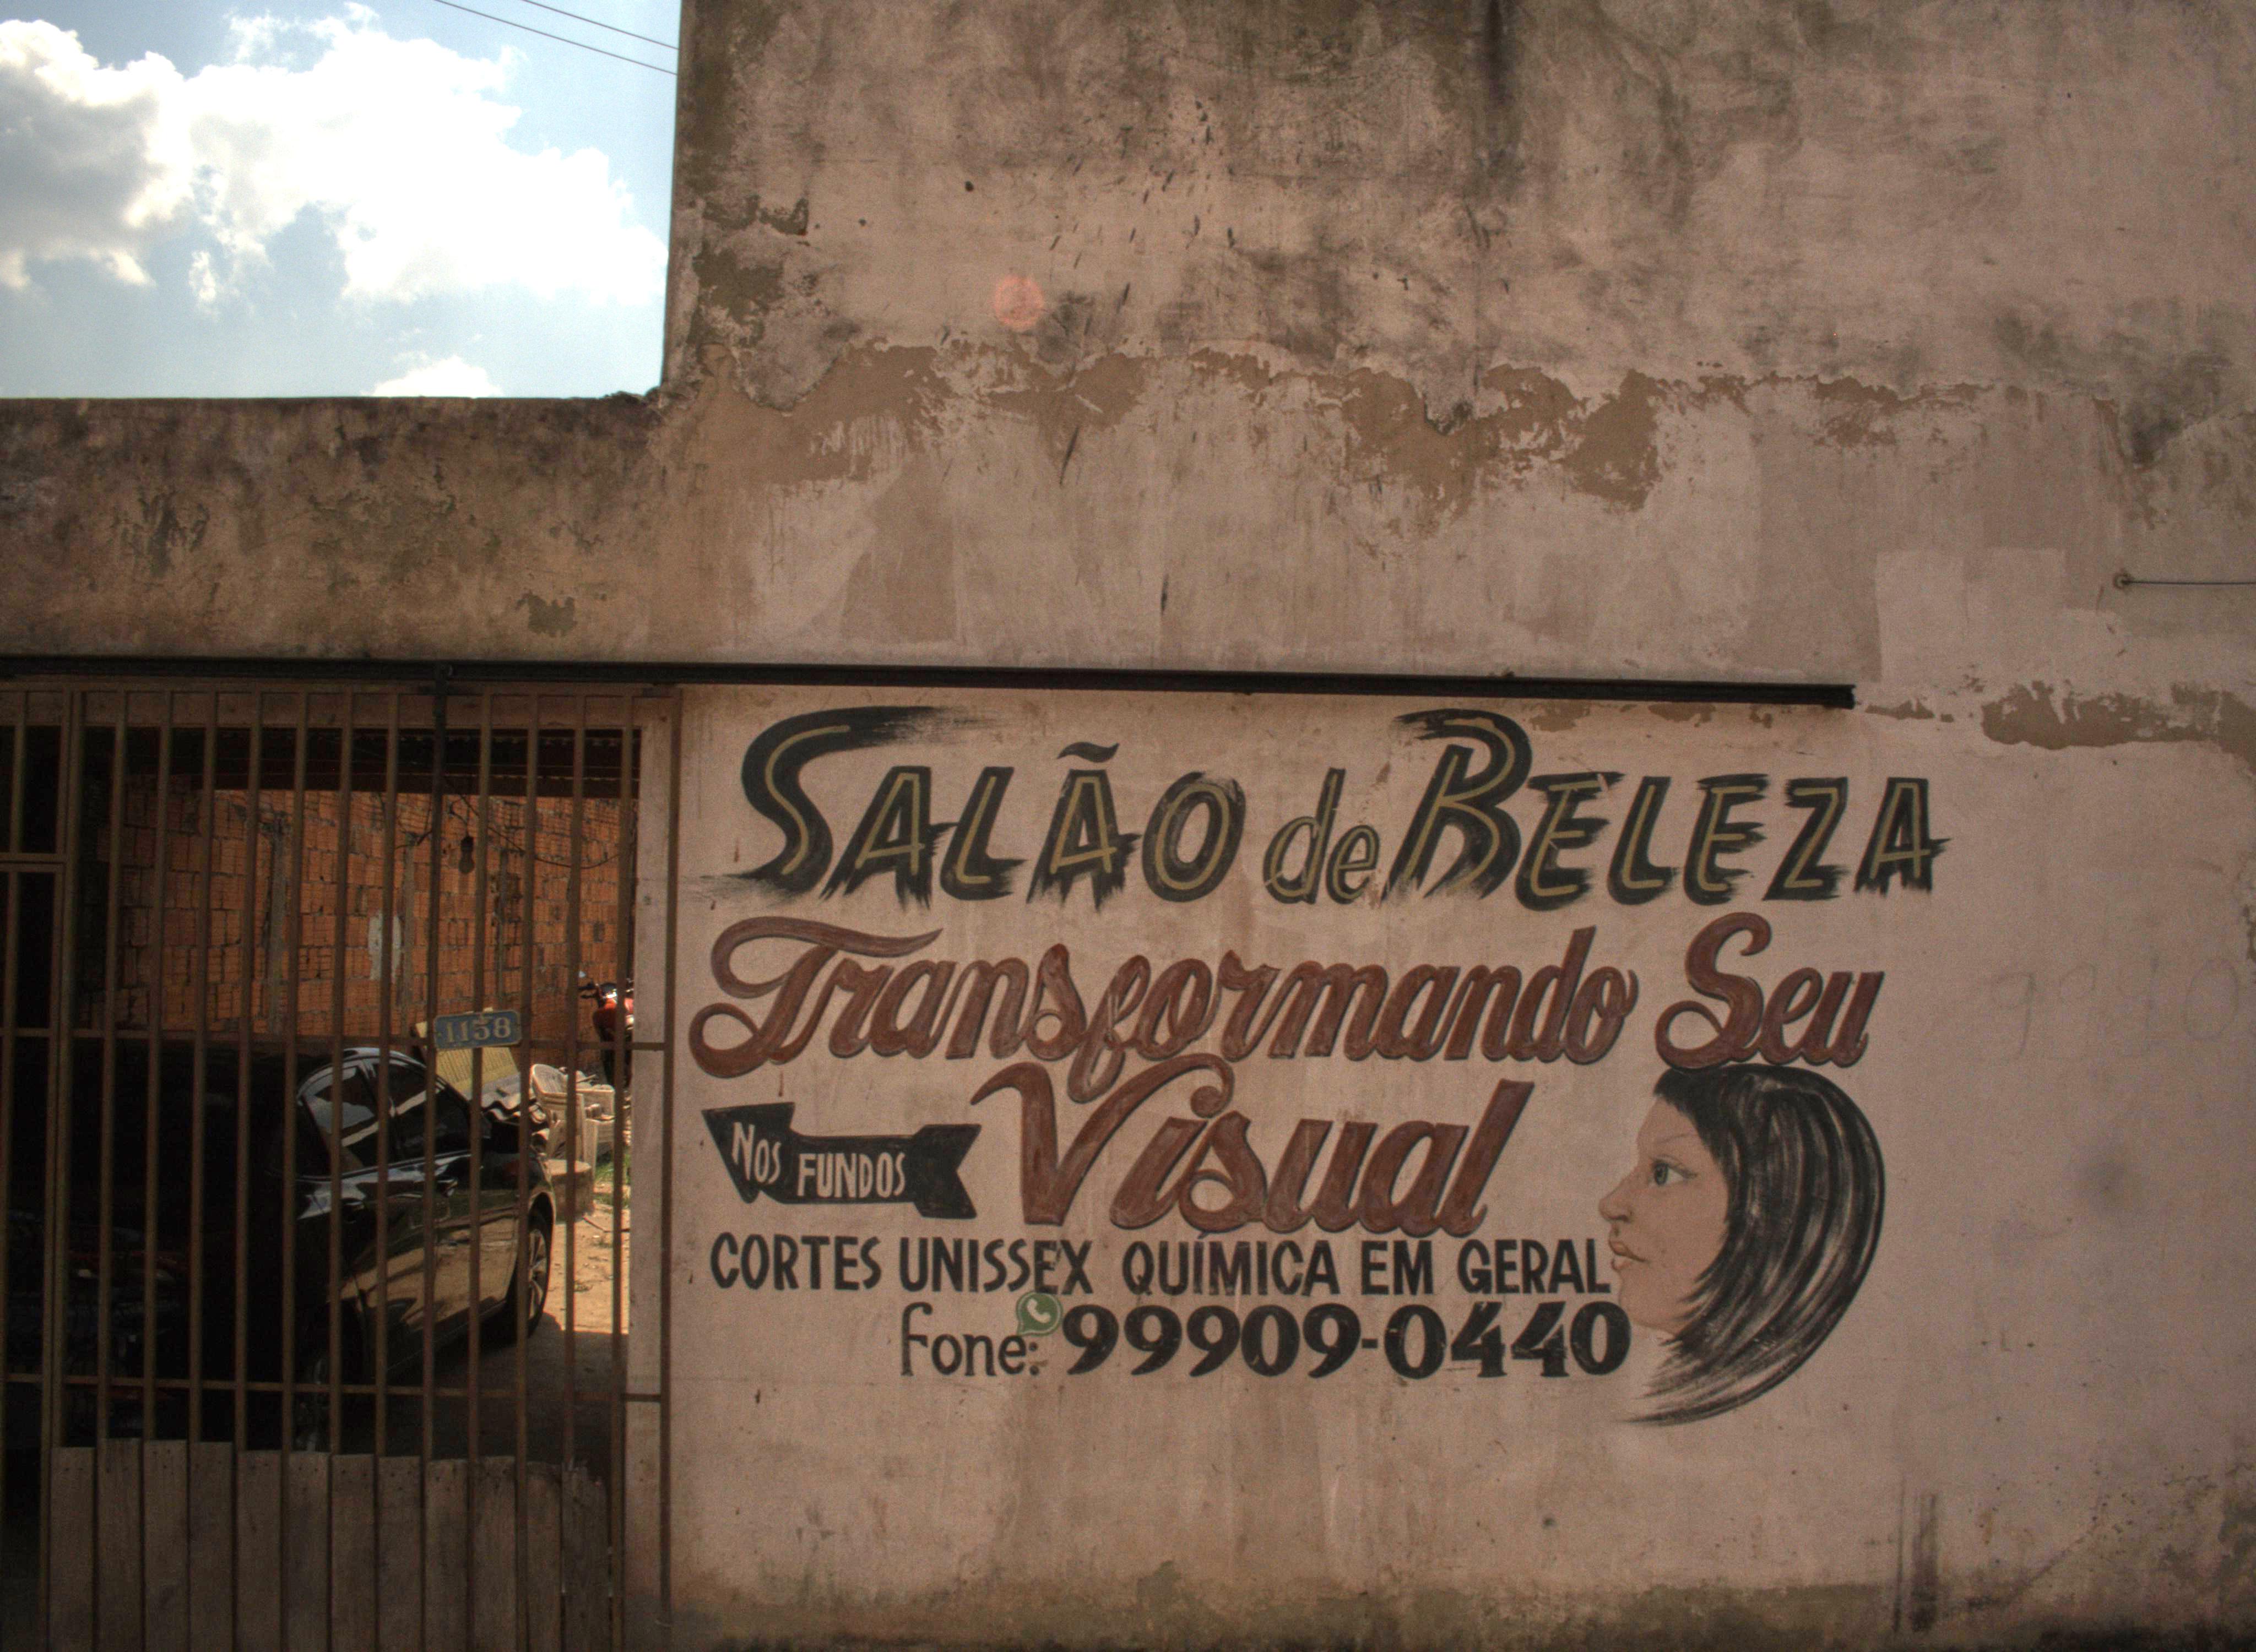 SALÃO de BELEZA
Transformando Seu
Visual
NOS FUNDOS
CORTES UNISSEX QUÍMICA EM GERAL
fone: 99909-0440
1158